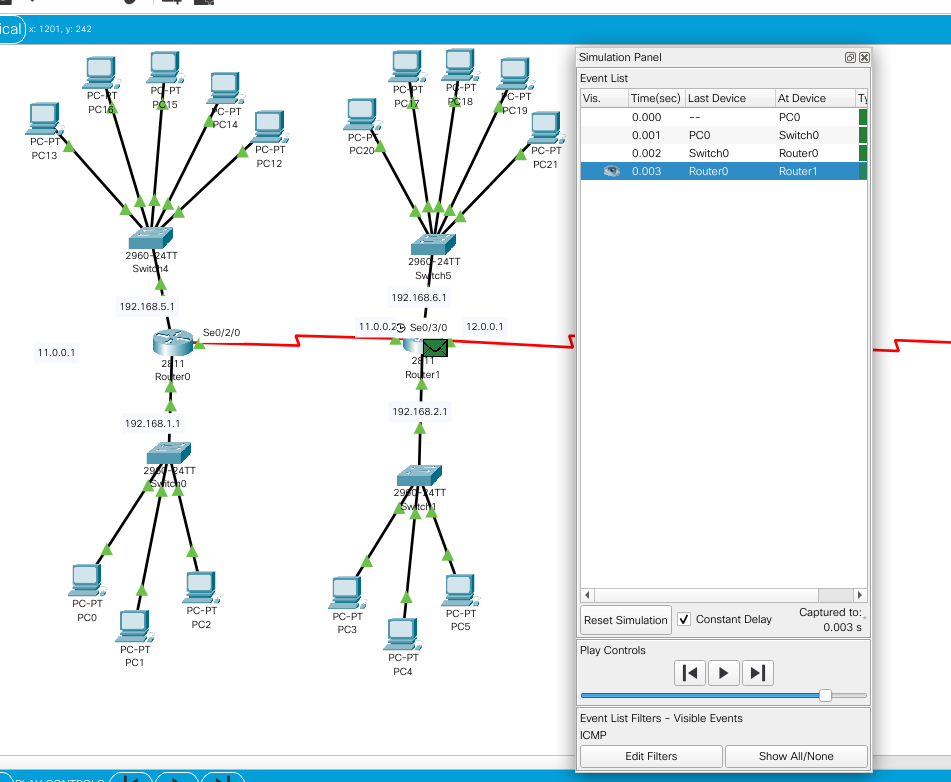 ical
x: 1201, y: 242
PC-PT
PC16
PC-PT
PC15
PC-PT
PC14
PC-PT
PC13
PC-PT
PC12
2960-24TT
Switch4
192.168.5.1
Se0/2/0
11.0.0.1
2811
Router0
192.168.1.1
2960-24TT
Switch0
PC-PT
PC0
PC-PT
PC1
PC-PT
PC2
PC-PT
PC17
PC-PT
PC18
PC-PT
PC19
PC-PT
PC20
PC-PT
PC21
2960-24TT
Switch5
192.168.6.1
11.0.0.2
Se0/3/0
12.0.0.1
2811
Router1
192.168.2.1
2960-24TT
Switch1
PC-PT
PC3
PC-PT
PC4
PC-PT
PC5
Simulation Panel
Event List
Vis. Time(sec) Last Device At Device Ty
0.000 -- PC0
0.001 PC0 Switch0
0.002 Switch0 Router0
0.003 Router0 Router1
Reset Simulation
Constant Delay
Captured to:
0.003 s
Play Controls
Event List Filters - Visible Events
ICMP
Edit Filters
Show All/None
PLAY CONTROLS